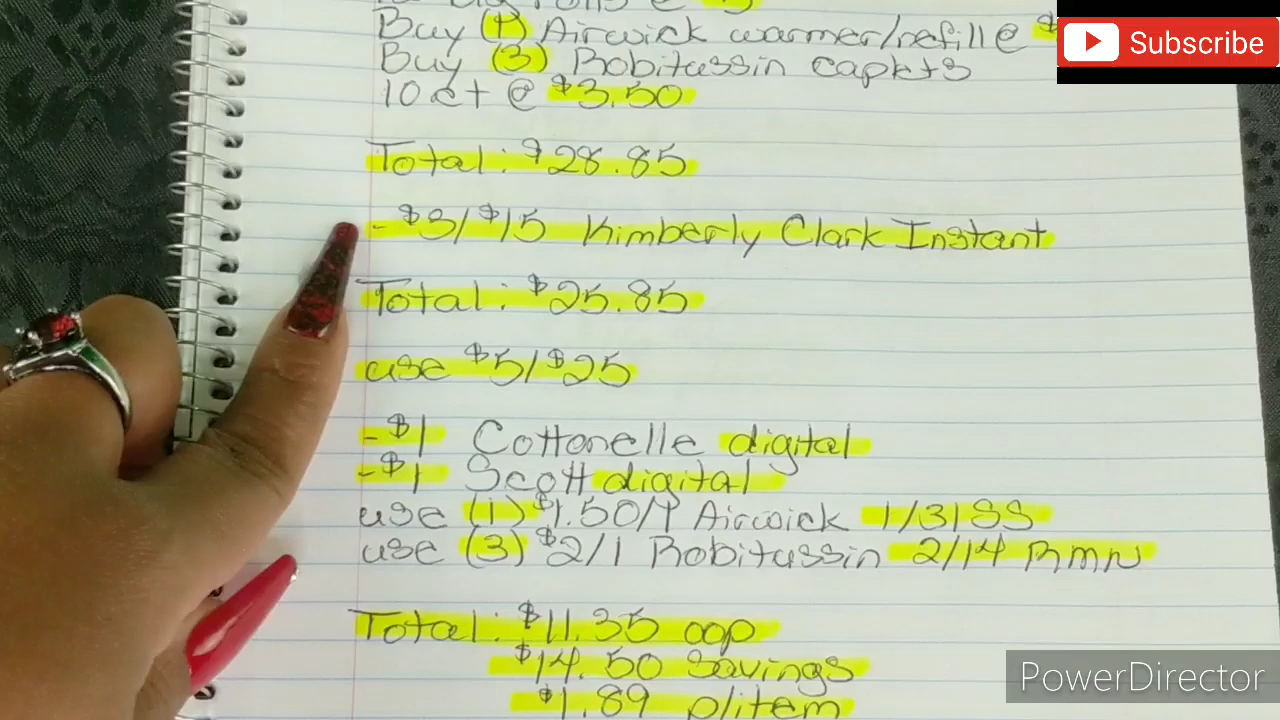 Buy (1) Airwick warmer/refill @ $
Buy (3) Robitussin capkts
10 ct @ $3.50
Total: $28.85
- $3/$15 Kimberly Clark Instant
Total: $25.85
use $5/$25
- $1 Cottonelle digital
- $1 Scott digital
use (1) $1.50/1 Airwick 1/31 SS
use (3) $2/1 Robitussin 2/14 RMN
Total: $11.35 oop
$14.50 savings
$1.89 p/item
Subscribe
PowerDirector